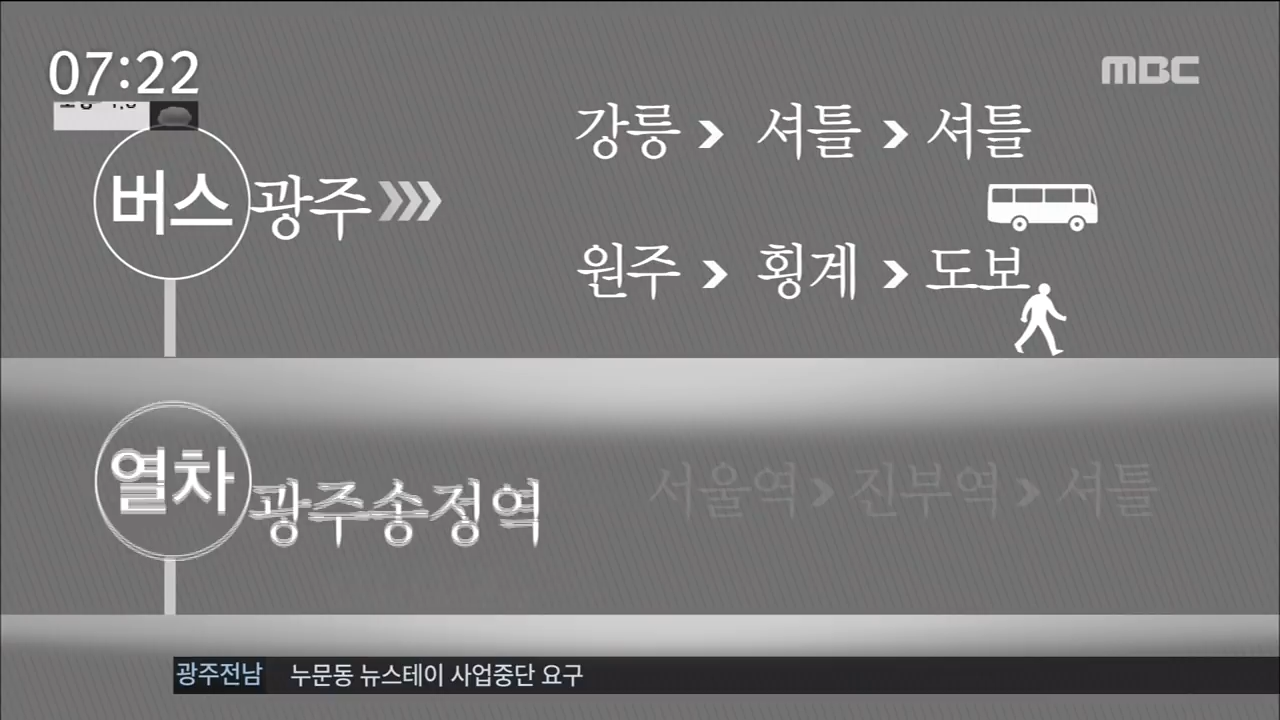 07:22
MBC
강릉 셔틀 셔틀
버스 광주
원주 횡계 도보
열차 광주송정역
서울역 진부역 셔틀
광주전남 누문동 뉴스테이 사업중단 요구